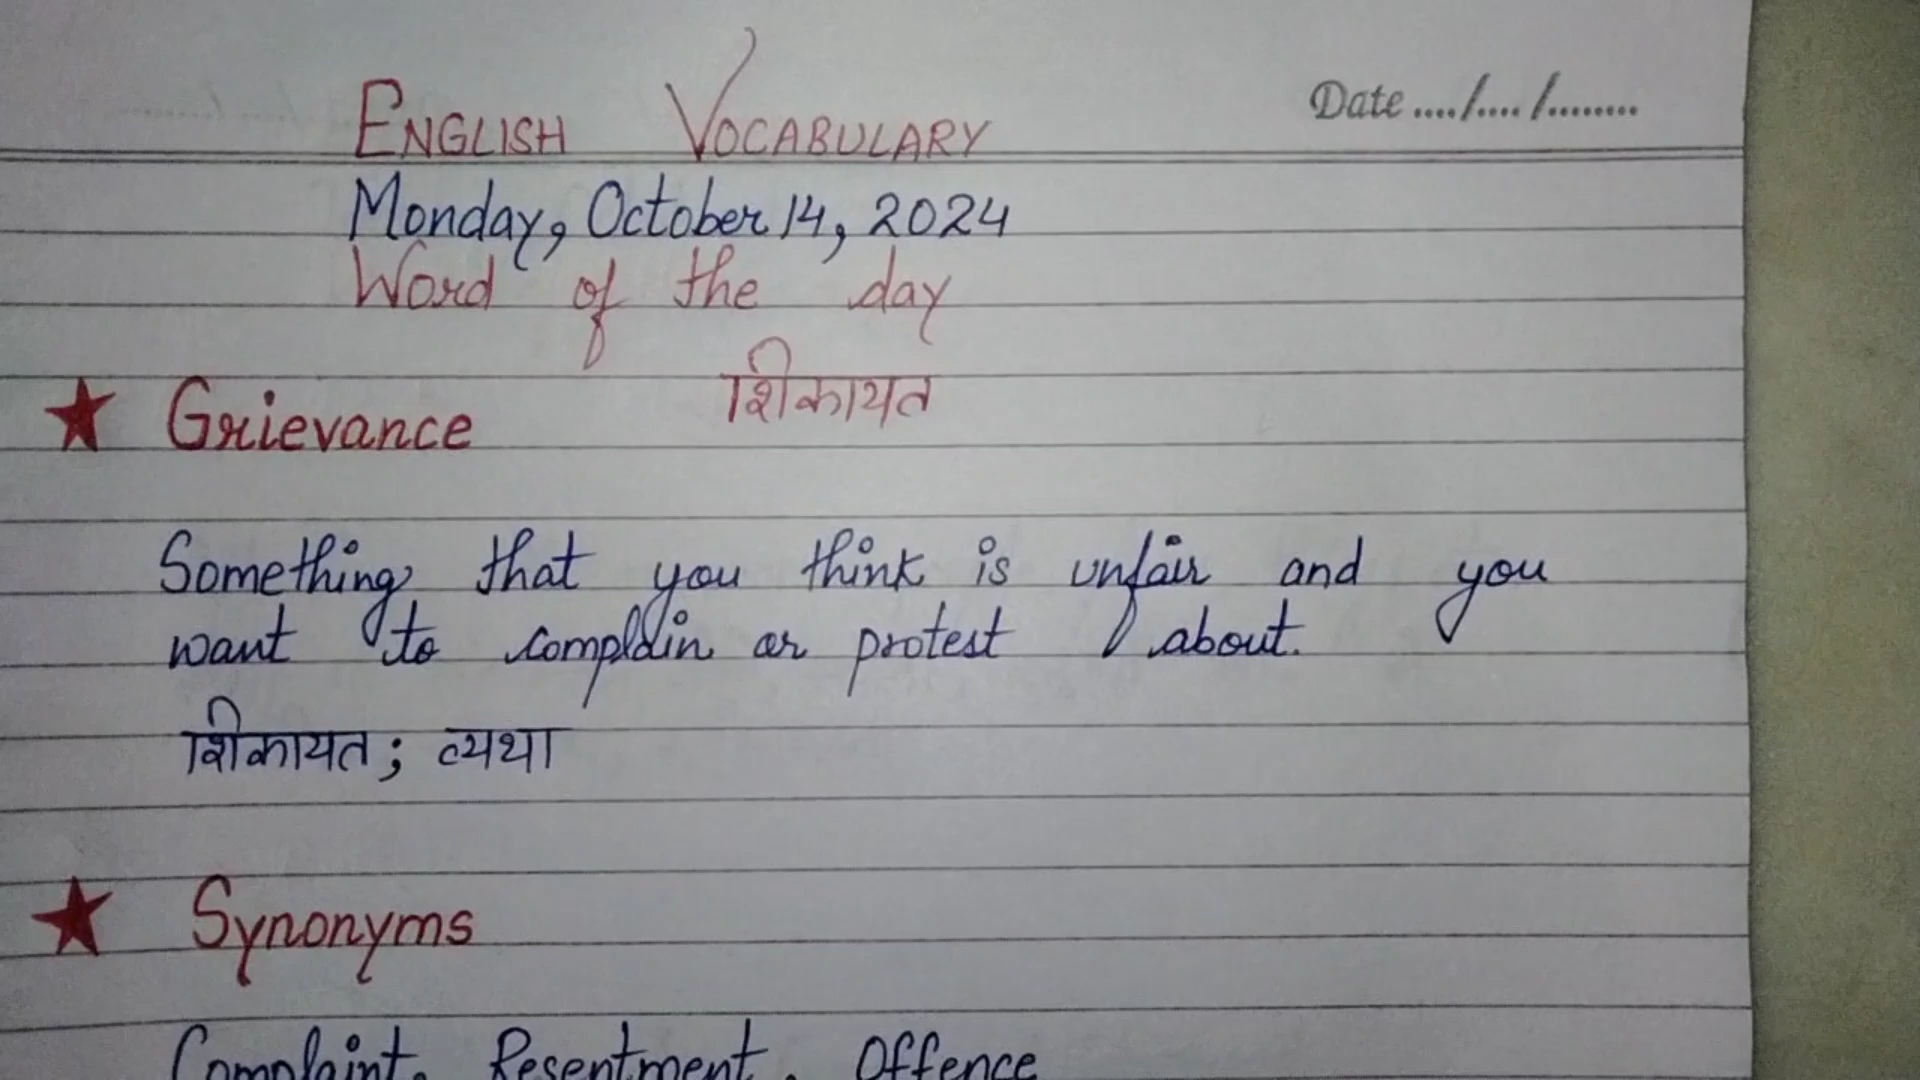 ENGLISH VOCABULARY
Date ..../..../.........
Monday, October 14, 2024
Word of the day
★ Grievance शिकायत
Something that you think is unfair and you
want to complain or protest about.
शिकायत; व्यथा
★ Synonyms
Complaint, Resentment, Offence